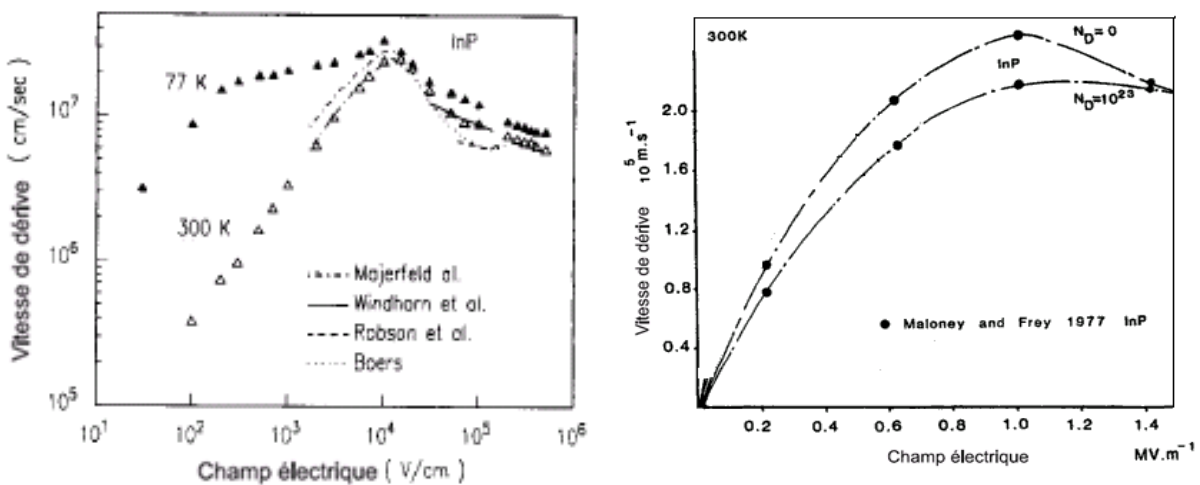 InP
77 K
300 K
Majerfeld al.
Windhorn et al.
Robson et al.
Boers
10^7
10^6
10^5
10^1
10^2
10^3
10^4
10^5
10^6
Vitesse de dérive ( cm/sec )
Champ électrique ( V/cm )
300K
N_D=0
InP
N_D=10^23
2.0
1.6
1.2
0.8
0.4
Maloney and Frey 1977 InP
0.2
0.4
0.6
0.8
1.0
1.2
1.4
Vitesse de dérive 10^5 m.s^-1
Champ électrique
MV.m^-1